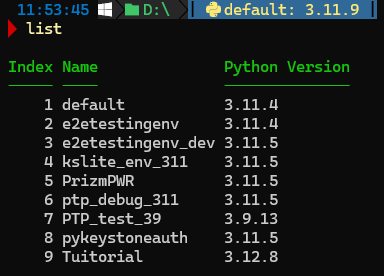 11:53:45 D:\ default: 3.11.9
list
Index Name Python Version
1 default 3.11.4
2 e2etestingenv 3.11.4
3 e2etestingenv_dev 3.11.5
4 kslite_env_311 3.11.5
5 PrizmPWR 3.11.5
6 ptp_debug_311 3.11.5
7 PTP_test_39 3.9.13
8 pykeystoneauth 3.11.5
9 Tuitorial 3.12.8